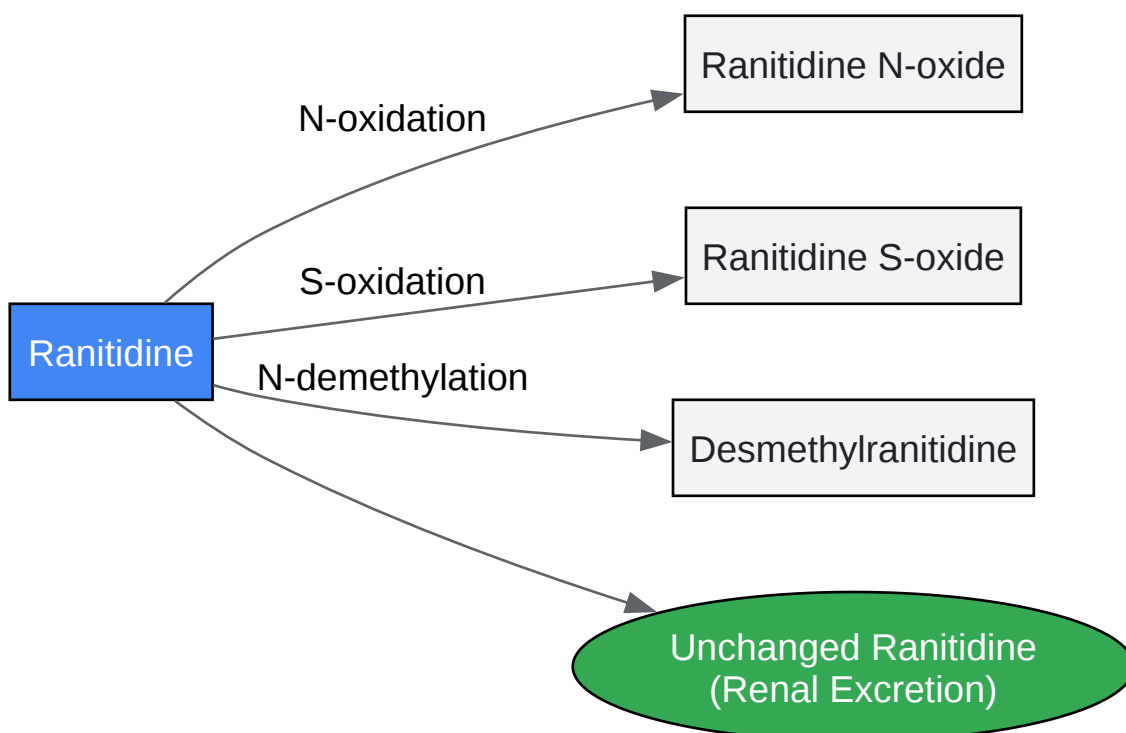 Ranitidine N-oxide
N-oxidation
Ranitidine S-oxide
S-oxidation
Ranitidine
N-demethylation
Desmethylranitidine
Unchanged Ranitidine
(Renal Excretion)